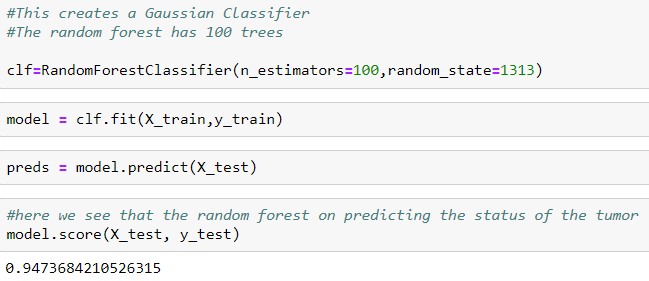 #This creates a Gaussian Classifier
#The random forest has 100 trees
clf=RandomForestClassifier(n_estimators=100,random_state=1313)
model = clf.fit(X_train,y_train)
preds = model.predict(X_test)
#here we see that the random forest on predicting the status of the tumor
model.score(X_test, y_test)
0.9473684210526315